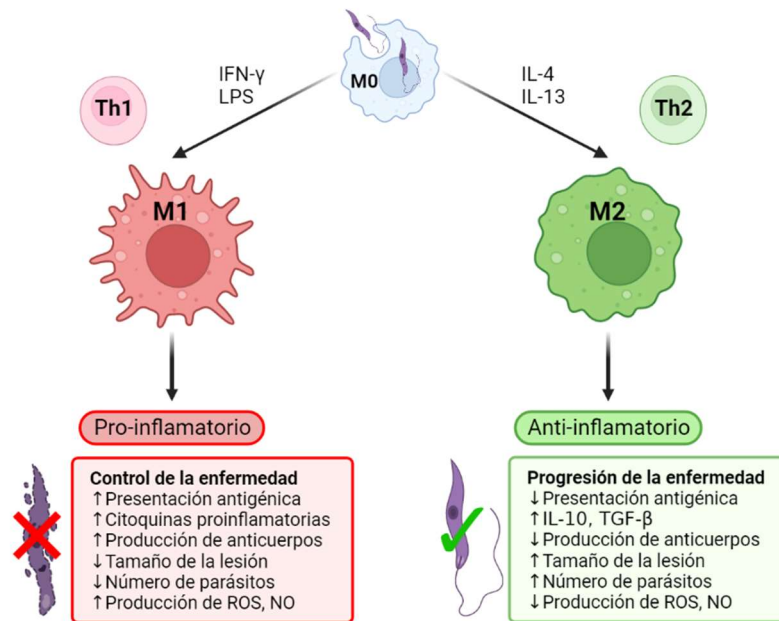 IFN-γ
LPS
M0
IL-4
IL-13
Th1
Th2
M1
M2
Pro-inflamatorio
Anti-inflamatorio
Control de la enfermedad
↑Presentación antigénica
↑Citoquinas proinflamatorias
↑Producción de anticuerpos
↓Tamaño de la lesión
↓Número de parásitos
↑Producción de ROS, NO
Progresión de la enfermedad
↓Presentación antigénica
↑IL-10, TGF-β
↓Producción de anticuerpos
↑Tamaño de la lesión
↑Número de parásitos
↓Producción de ROS, NO